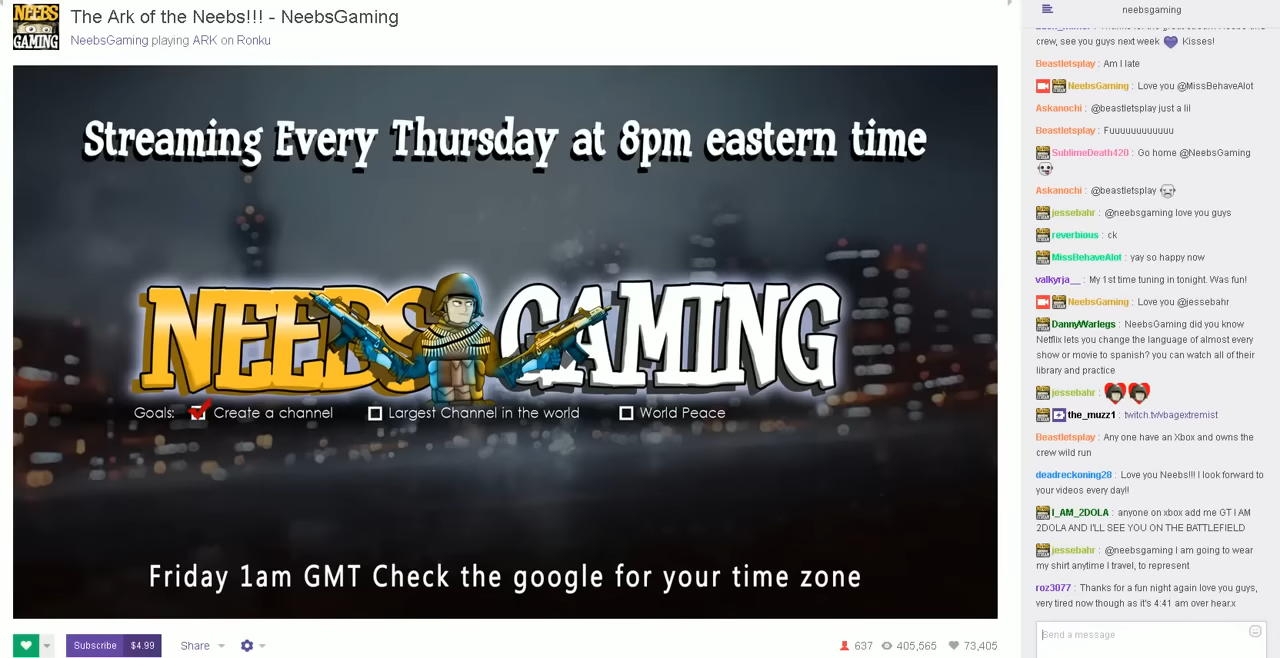 NEEBS
GAMING
The Ark of the Neebs!!! - NeebsGaming
NeebsGaming playing ARK on Ronku
Streaming Every Thursday at 8pm eastern time
NEEBS GAMING
Goals: Create a channel Largest Channel in the world World Peace
Friday 1am GMT Check the google for your time zone
Subscribe $4.99 Share 637 405,565 73,405
neebsgaming
crew, see you guys next week Kisses!
Beastletsplay : Am I late
NeebsGaming : Love you @MissBehaveAlot
Askanochi : @beastletsplay just a lil
Beastletsplay : Fuuuuuuuuuuuu
SublimeDeath420 : Go home @NeebsGaming
Askanochi : @beastletsplay
jessebahr : @neebsgaming love you guys
reverbious : ck
MissBehaveAlot : yay so happy now
valkyrja__ : My 1st time tuning in tonight. Was fun!
NeebsGaming : Love you @jessebahr
DannyWarlegs : NeebsGaming did you know
Netflix lets you change the language of almost every
show or movie to spanish? you can watch all of their
library and practice
jessebahr :
the_muzz1 : twitch.tv/vbagextremist
Beastletsplay : Any one have an Xbox and owns the
crew wild run
deadreckoning28 : Love you Neebs!!! I look forward to
your videos every day!!
I_AM_2DOLA : anyone on xbox add me GT I AM
2DOLA AND I'LL SEE YOU ON THE BATTLEFIELD
jessebahr : @neebsgaming I am going to wear
my shirt anytime I travel, to represent
roz3077 : Thanks for a fun night again love you guys,
very tired now though as it's 4:41 am over hear.x
Send a message